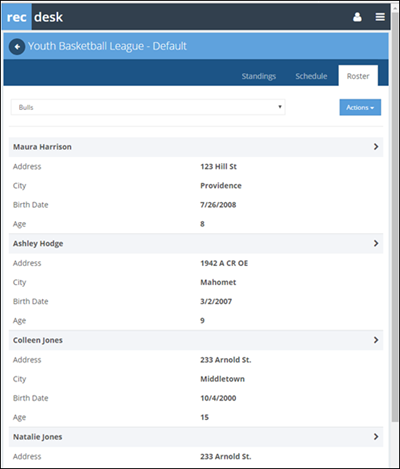 rec desk
Youth Basketball League - Default
Standings Schedule Roster
Bulls Actions
Maura Harrison
Address 123 Hill St
City Providence
Birth Date 7/26/2008
Age 8
Ashley Hodge
Address 1942 A CR OE
City Mahomet
Birth Date 3/2/2007
Age 9
Colleen Jones
Address 233 Arnold St.
City Middletown
Birth Date 10/4/2000
Age 15
Natalie Jones
Address 233 Arnold St.